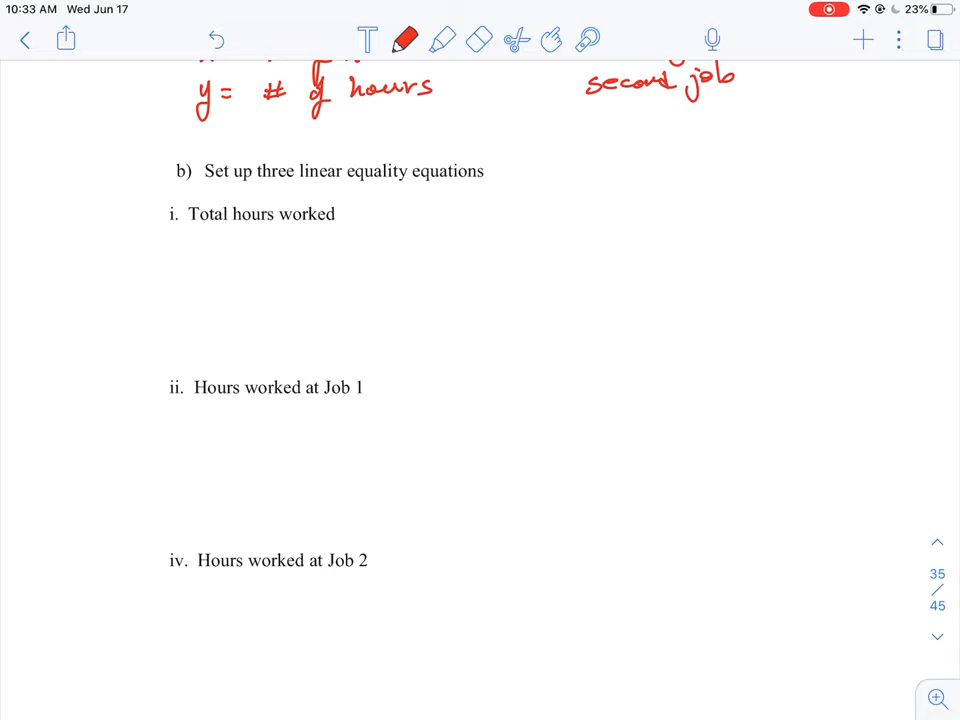 10:33 AM Wed Jun 17
23%
y = # of hours
second job
b) Set up three linear equality equations
i. Total hours worked
ii. Hours worked at Job 1
iv. Hours worked at Job 2
35
/
45